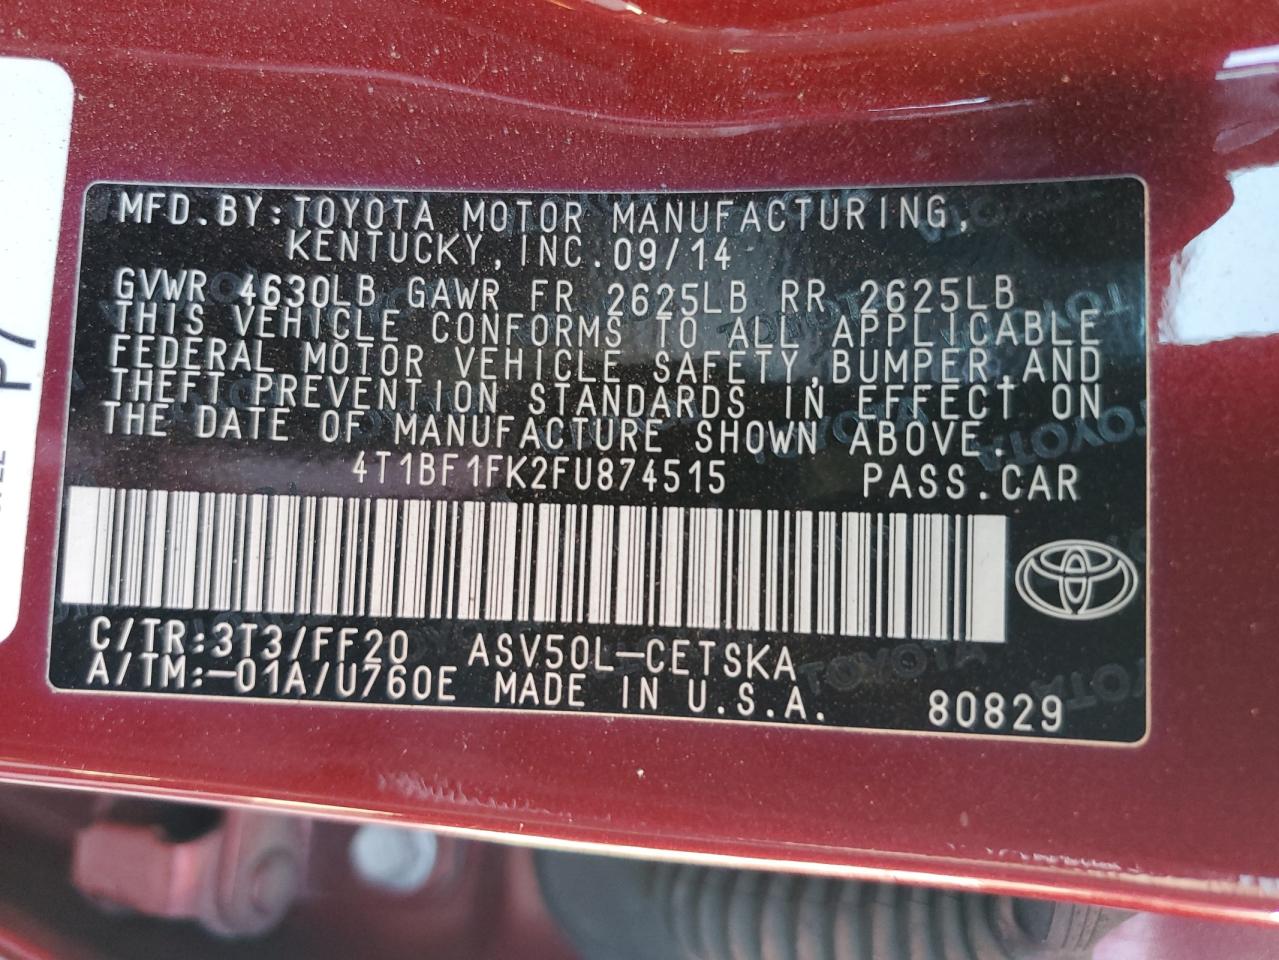 MFD.BY:TOYOTA MOTOR MANUFACTURING,
KENTUCKY,INC.09/14
GVWR 4630LB GAWR FR 2625LB RR 2625LB
THIS VEHICLE CONFORMS TO ALL APPLICABLE
FEDERAL MOTOR VEHICLE SAFETY,BUMPER,AND
THEFT PREVENTION STANDARDS IN EFFECT ON
THE DATE OF MANUFACTURE SHOWN ABOVE.
4T1BF1FK2FU874515 PASS.CAR
C/TR:3T3/FF20 ASV50L-CETSKA
A/TM:-01A/U760E MADE IN U.S.A. 80829